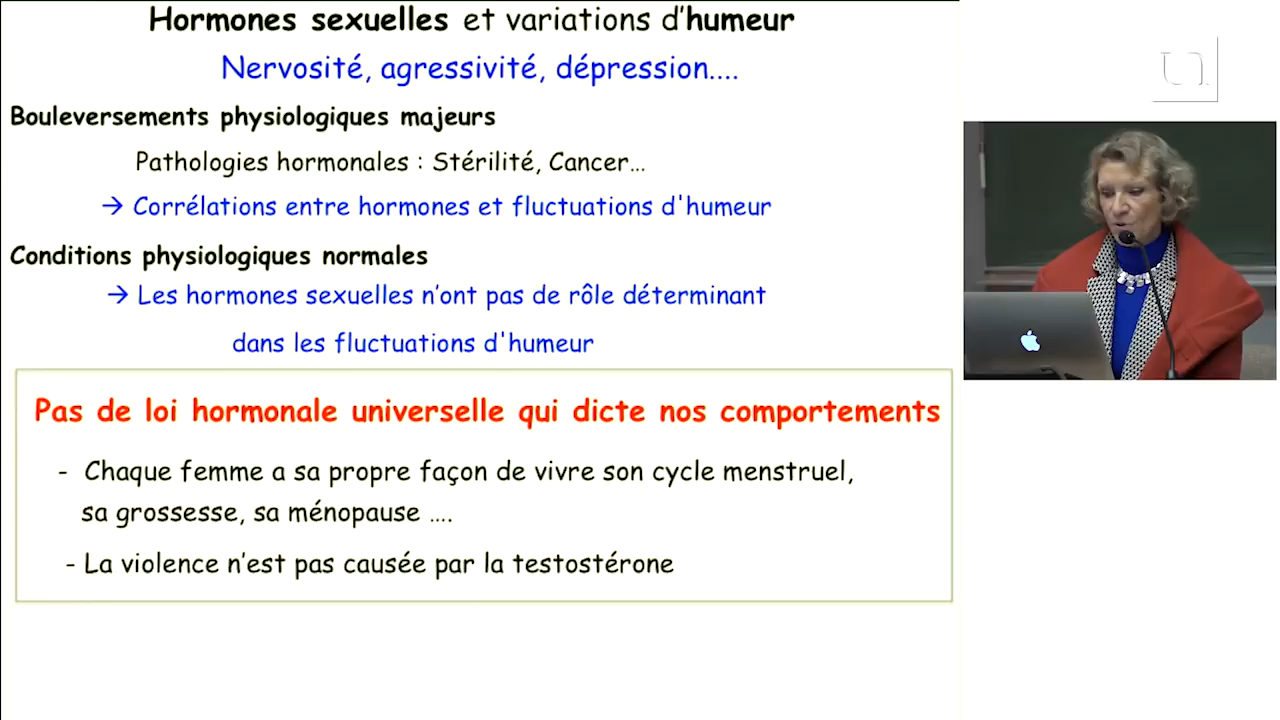 Hormones sexuelles et variations d'humeur
Nervosité, agressivité, dépression....
Bouleversements physiologiques majeurs
Pathologies hormonales : Stérilité, Cancer...
→ Corrélations entre hormones et fluctuations d'humeur
Conditions physiologiques normales
→ Les hormones sexuelles n'ont pas de rôle déterminant
dans les fluctuations d'humeur
Pas de loi hormonale universelle qui dicte nos comportements
- Chaque femme a sa propre façon de vivre son cycle menstruel,
sa grossesse, sa ménopause ....
- La violence n'est pas causée par la testostérone